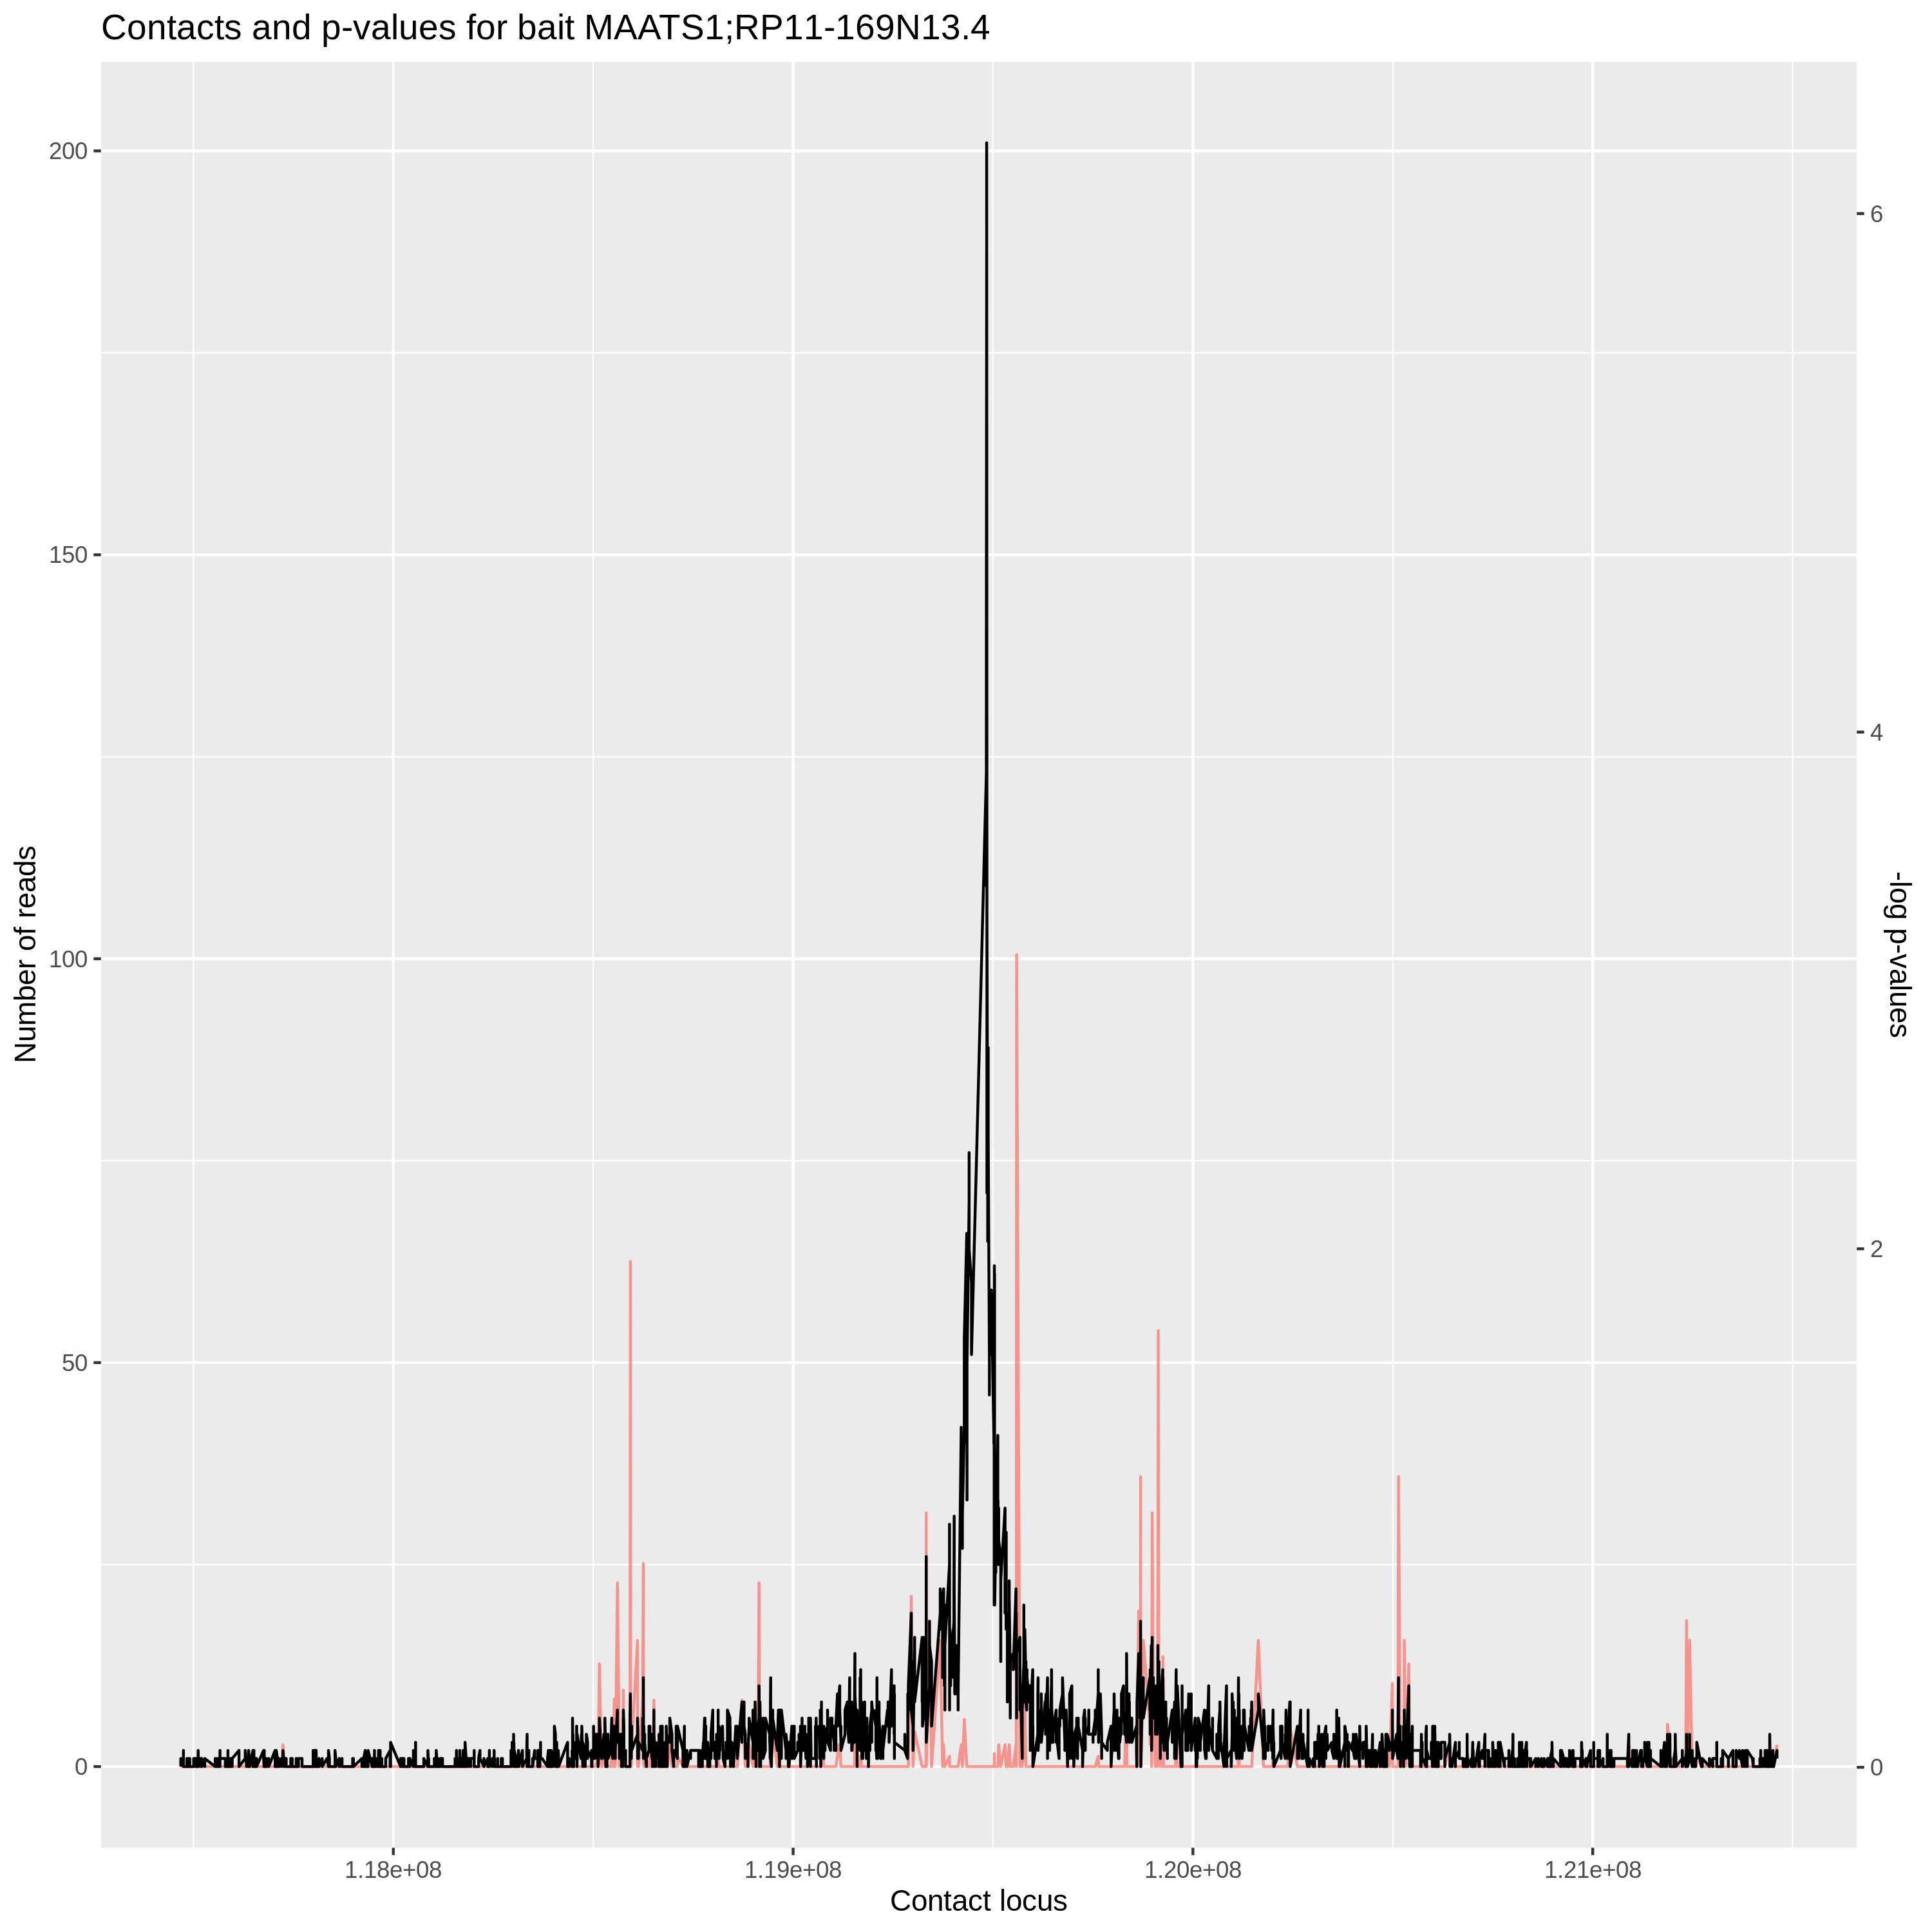 Contacts and p-values for bait MAATS1;RP11-169N13.4
200
150
100
50
0
Number of reads
6
4
2
0
-log p-values
1.18e+08
1.19e+08
1.20e+08
1.21e+08
Contact locus